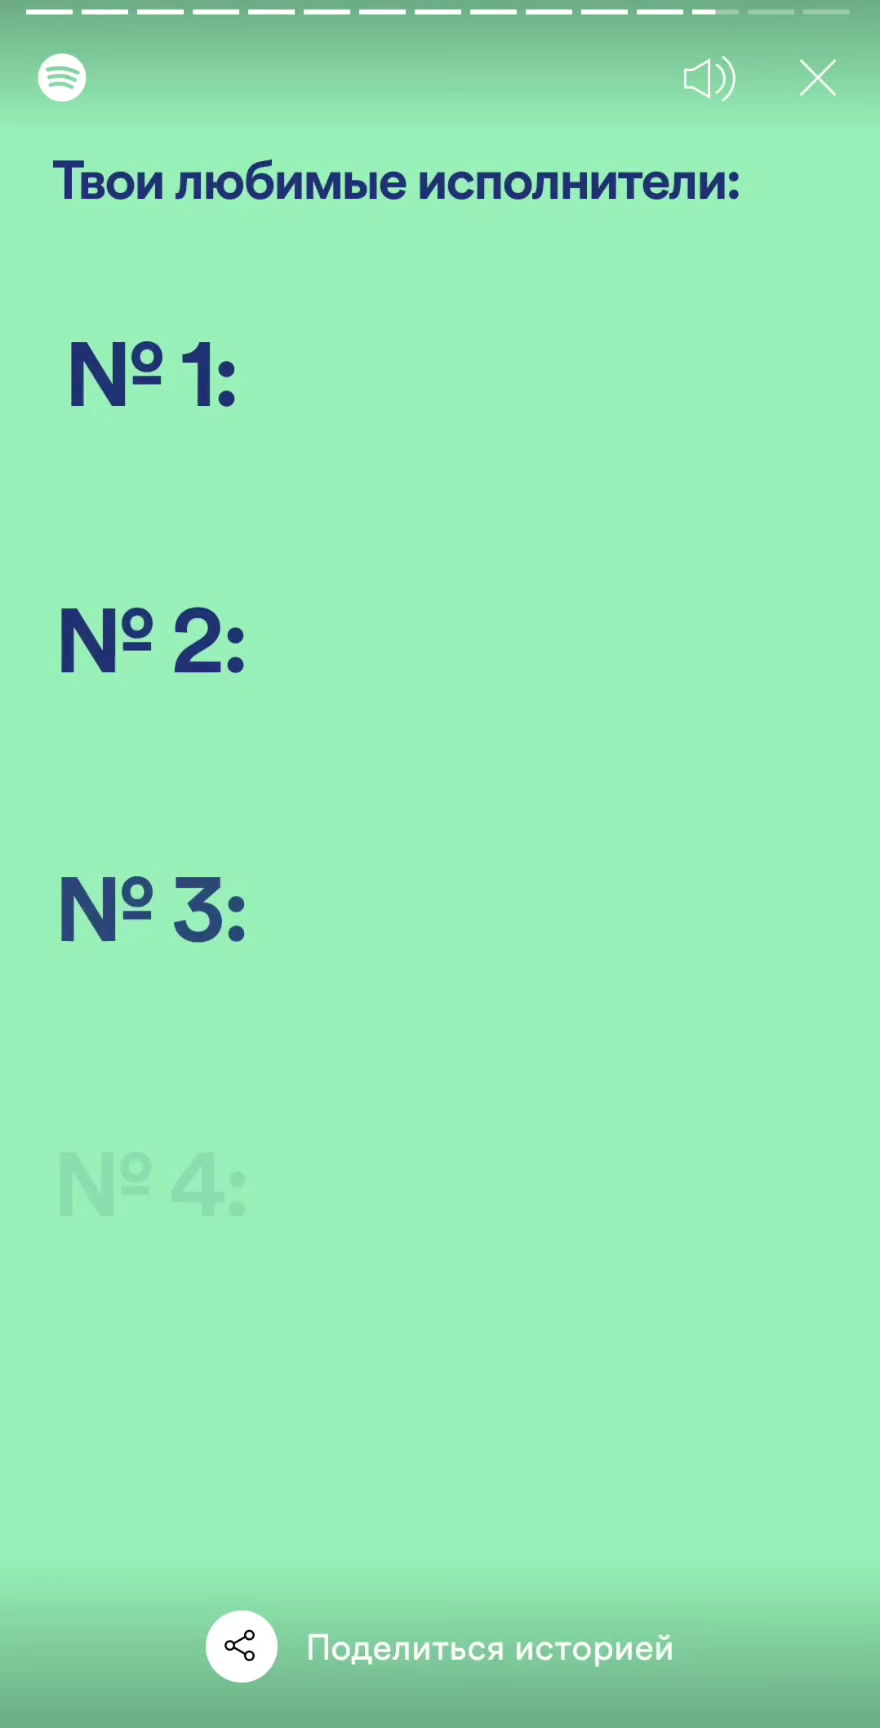 Твои любимые исполнители:
№ 1:
№ 2:
№ 3:
№ 4:
Поделиться историей